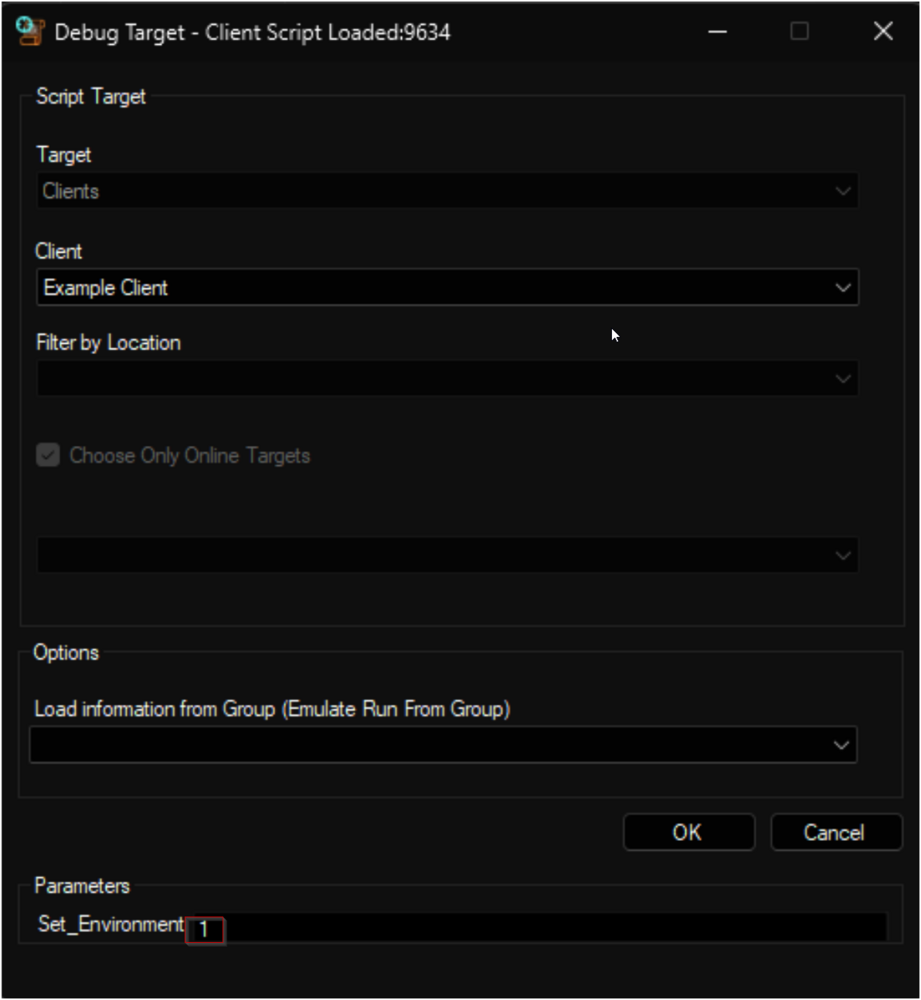 Debug Target - Client Script Loaded:9634
Script Target
Target
Clients
Client
Example Client
Filter by Location
Choose Only Online Targets
Options
Load information from Group (Emulate Run From Group)
OK
Cancel
Parameters
Set_Environment 1